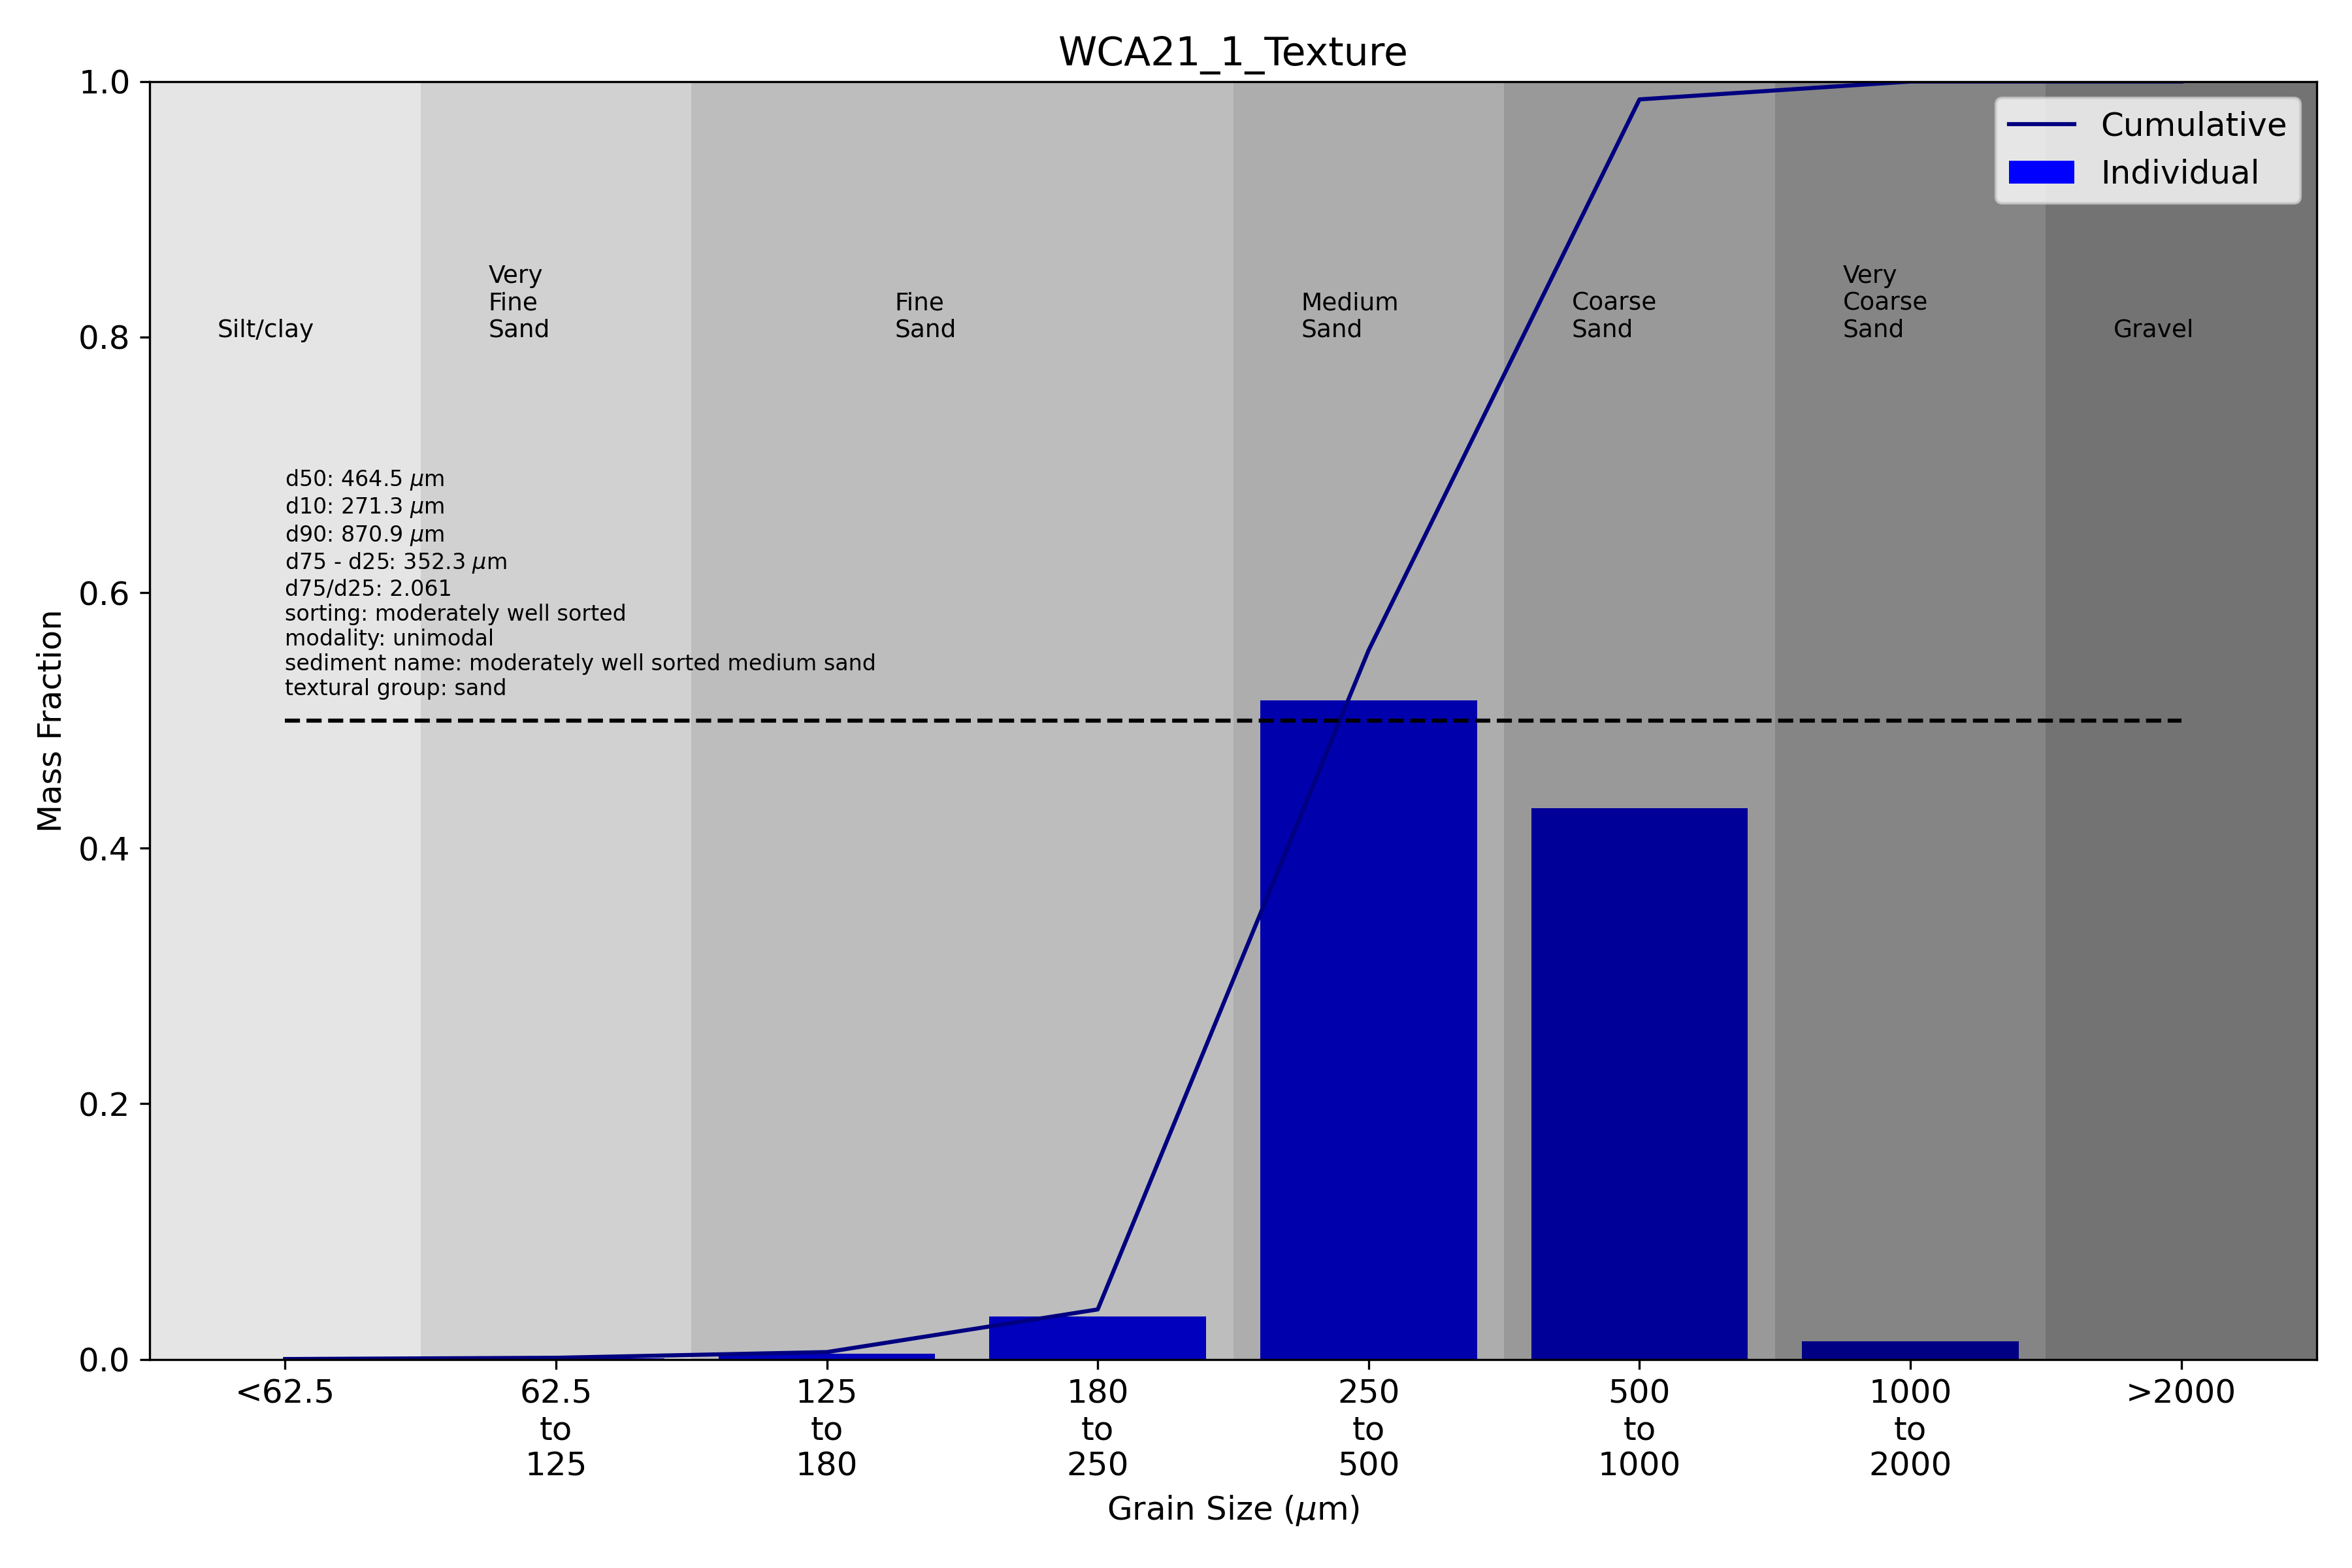 WCA21_1_Texture
1.0
0.8
0.6
0.4
0.2
0.0
Mass Fraction
Cumulative
Individual
Silt/clay
Very
Fine
Sand
Fine
Sand
Medium
Sand
Coarse
Sand
Very
Coarse
Sand
Gravel
d50: 464.5 μm
d10: 271.3 μm
d90: 870.9 μm
d75 - d25: 352.3 μm
d75/d25: 2.061
sorting: moderately well sorted
modality: unimodal
sediment name: moderately well sorted medium sand
textural group: sand
<62.5
62.5
to
125
125
to
180
180
to
250
250
to
500
500
to
1000
1000
to
2000
>2000
Grain Size (μm)